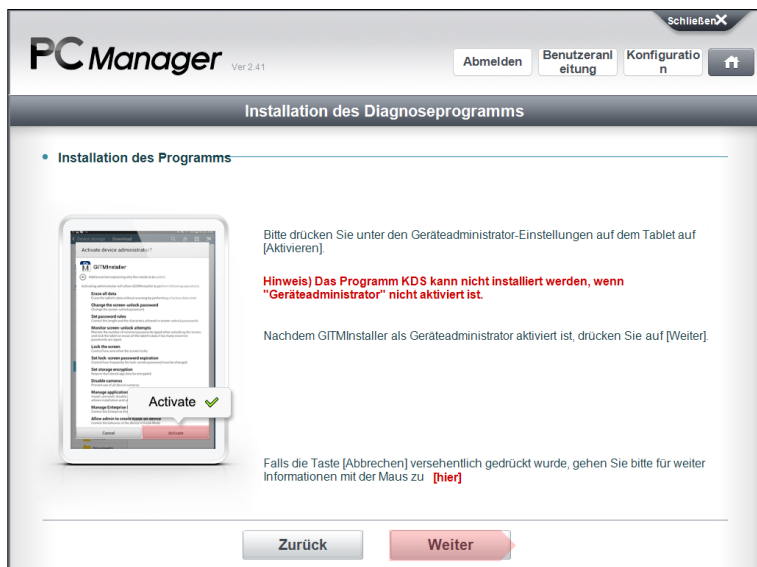 Schließen X
PC Manager Ver 2.41
Abmelden
Benutzeranl
eitung
Konfiguratio
n
Installation des Diagnoseprogramms
Installation des Programms
Activate device administrator?
GITMInstaller
Erase all data
Change the screen-unlock password
Set password rules
Monitor screen-unlock attempts
Lock the screen
Set lock-screen password expiration
Set storage encryption
Disable cameras
Manage application
Manage Enterprise
Allow admin to create
Activate
Cancel
Activate
Bitte drücken Sie unter den Geräteadministrator-Einstellungen auf dem Tablet auf
[Aktivieren].
Hinweis) Das Programm KDS kann nicht installiert werden, wenn
"Geräteadministrator" nicht aktiviert ist.
Nachdem GITMInstaller als Geräteadministrator aktiviert ist, drücken Sie auf [Weiter].
Falls die Taste [Abbrechen] versehentlich gedrückt wurde, gehen Sie bitte für weiter
Informationen mit der Maus zu [hier]
Zurück
Weiter